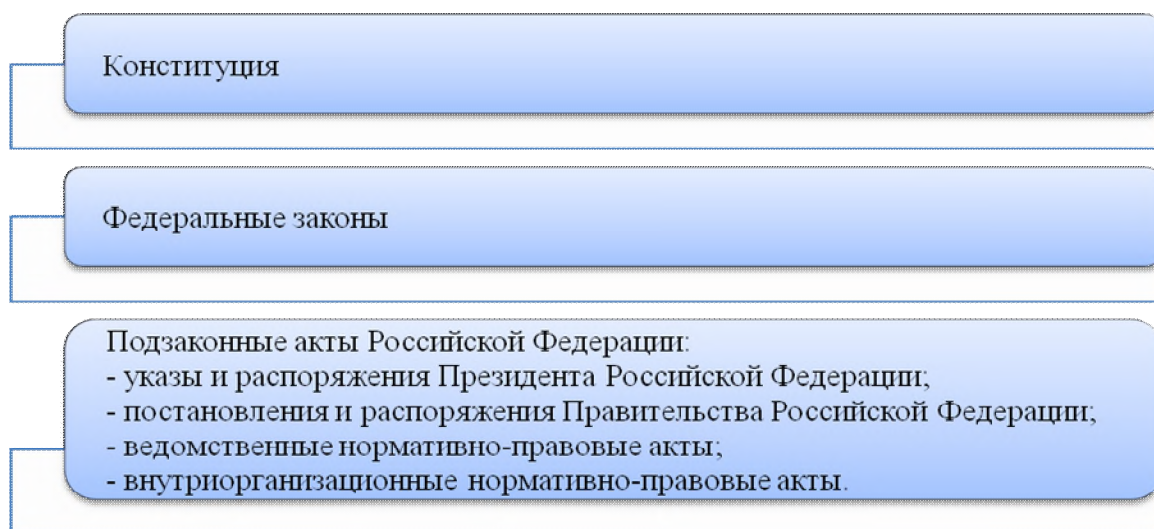 Конституция
Федеральные законы
Подзаконные акты Российской Федерации:
- указы и распоряжения Президента Российской Федерации;
- постановления и распоряжения Правительства Российской Федерации;
- ведомственные нормативно-правовые акты;
- внутриорганизационные нормативно-правовые акты.